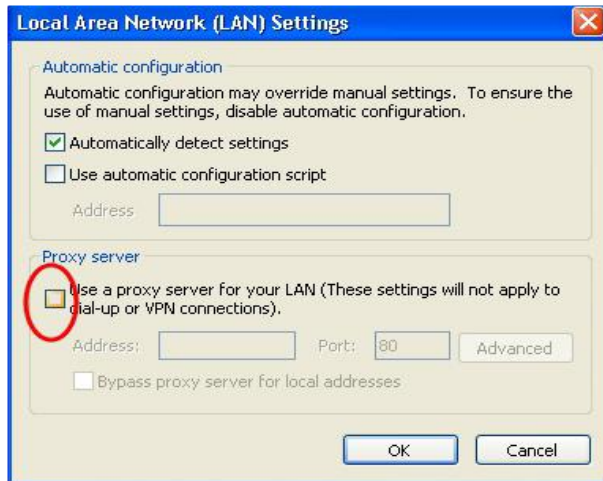 Local Area Network (LAN) Settings
Automatic configuration
Automatic configuration may override manual settings. To ensure the
use of manual settings, disable automatic configuration.
Automatically detect settings
Use automatic configuration script
Address
Proxy server
Use a proxy server for your LAN (These settings will not apply to
dial-up or VPN connections).
Address: Port: 80 Advanced
Bypass proxy server for local addresses
OK Cancel